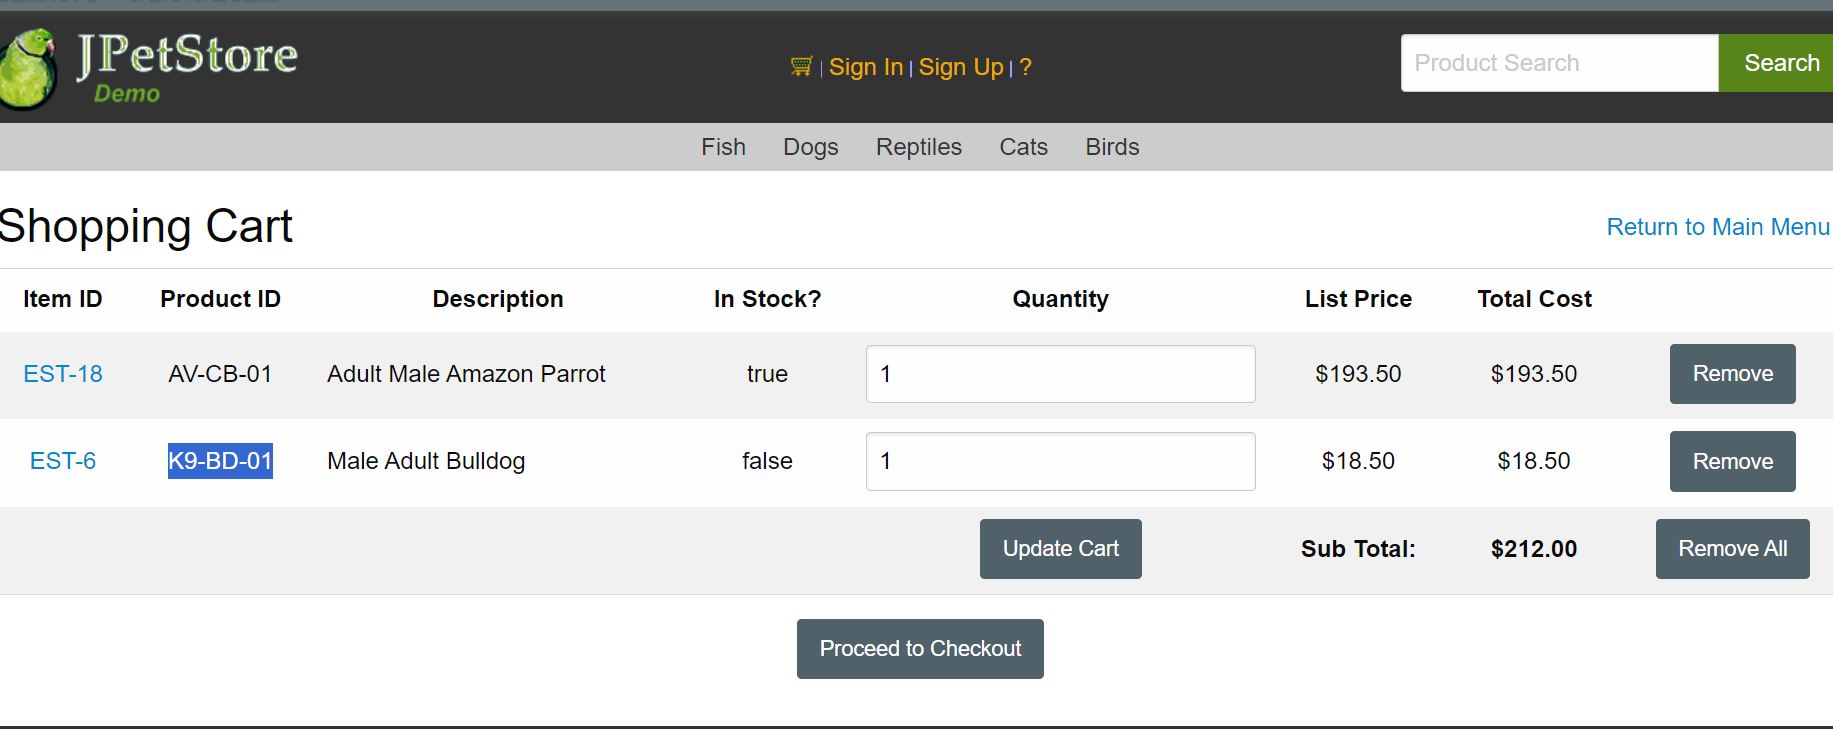 JPetStore
Demo
| Sign In | Sign Up | ?
Product Search
Search
Fish Dogs Reptiles Cats Birds
Shopping Cart
Return to Main Menu
Item ID Product ID Description In Stock? Quantity List Price Total Cost
EST-18 AV-CB-01 Adult Male Amazon Parrot true 1 $193.50 $193.50 Remove
EST-6 K9-BD-01 Male Adult Bulldog false 1 $18.50 $18.50 Remove
Update Cart Sub Total: $212.00 Remove All
Proceed to Checkout